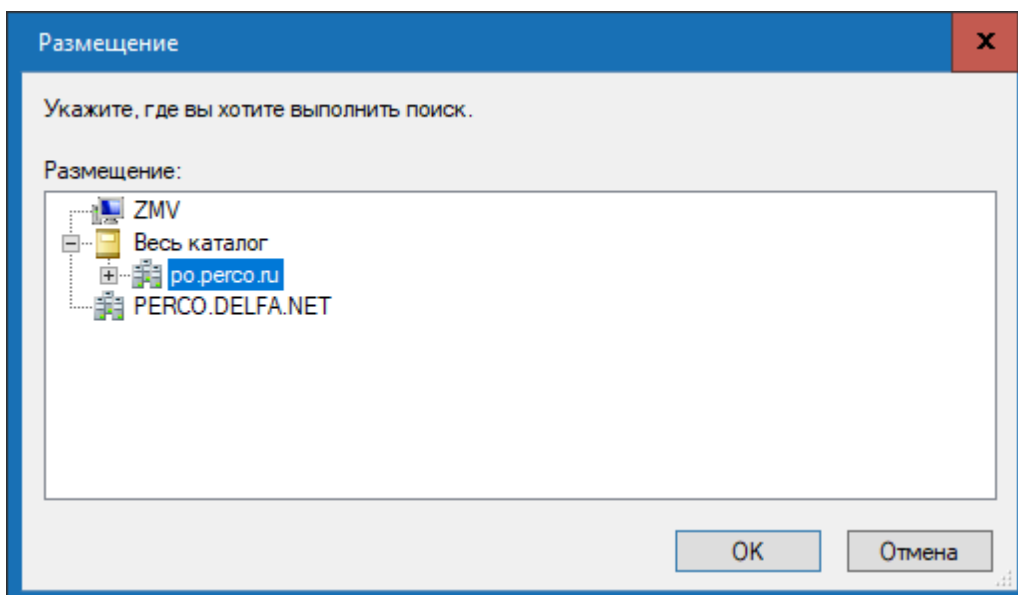 Размещение
Укажите, где вы хотите выполнить поиск.
Размещение:
ZMV
Весь каталог
po.perco.ru
PERCO.DELFA.NET
OK
Отмена